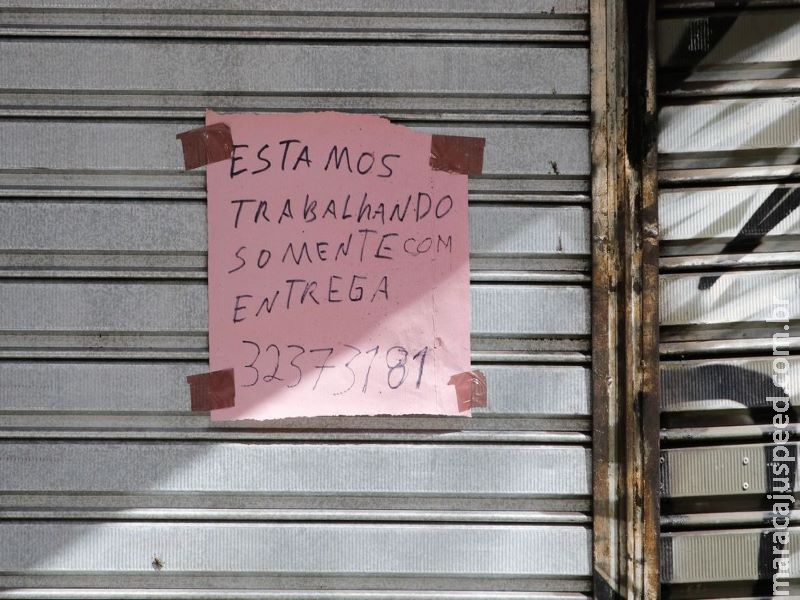 ESTAMOS
TRABALHANDO
SOMENTE COM
ENTREGA
32373181
maracajuspeed.com.br